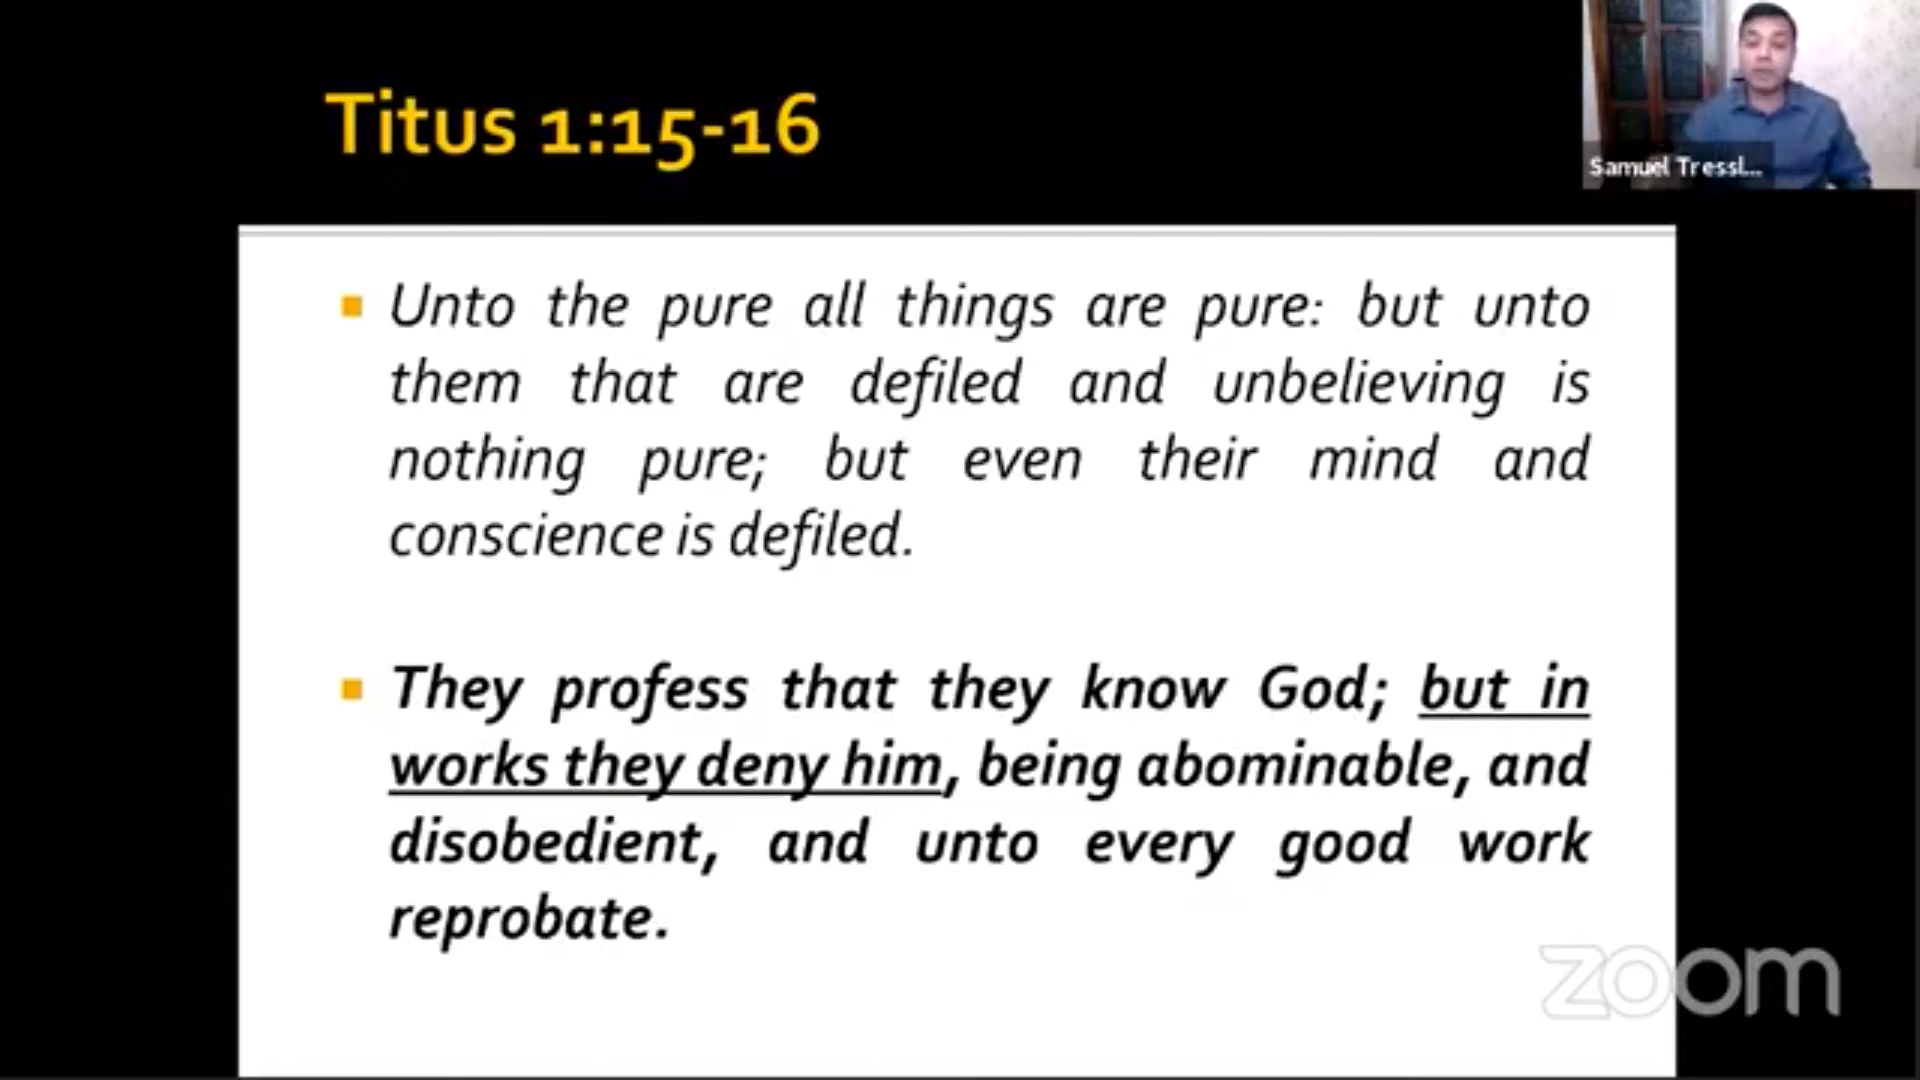 Titus 1:15-16
Samuel Tressl...
Unto the pure all things are pure: but unto
them that are defiled and unbelieving is
nothing pure; but even their mind and
conscience is defiled.
They profess that they know God; but in
works they deny him, being abominable, and
disobedient, and unto every good work
reprobate.
zoom